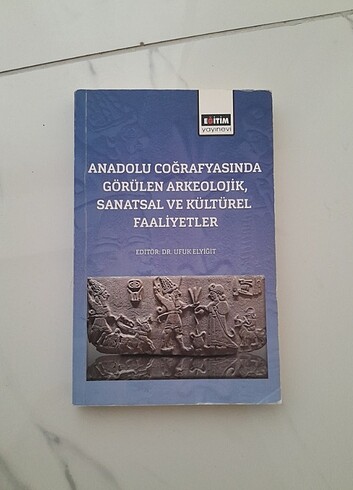 EĞİTİM
yayınevi
ANADOLU COĞRAFYASINDA
GÖRÜLEN ARKEOLOJİK,
SANATSAL VE KÜLTÜREL
FAALİYETLER
EDİTÖR: DR. UFUK ELYİĞİT